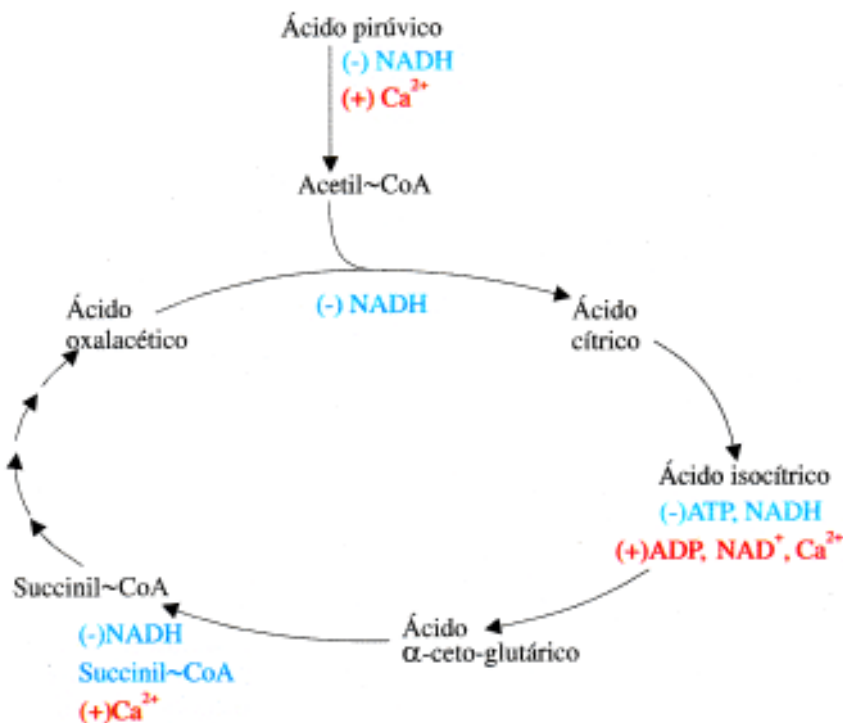 Ácido pirúvico
(-) NADH
(+) Ca²⁺
Acetil~CoA
(-) NADH
Ácido
oxalacético
Ácido
cítrico
Ácido isocítrico
(-)ATP, NADH
(+)ADP, NAD⁺, Ca²⁺
Ácido
α-ceto-glutárico
Succinil~CoA
(-)NADH
Succinil~CoA
(+)Ca²⁺